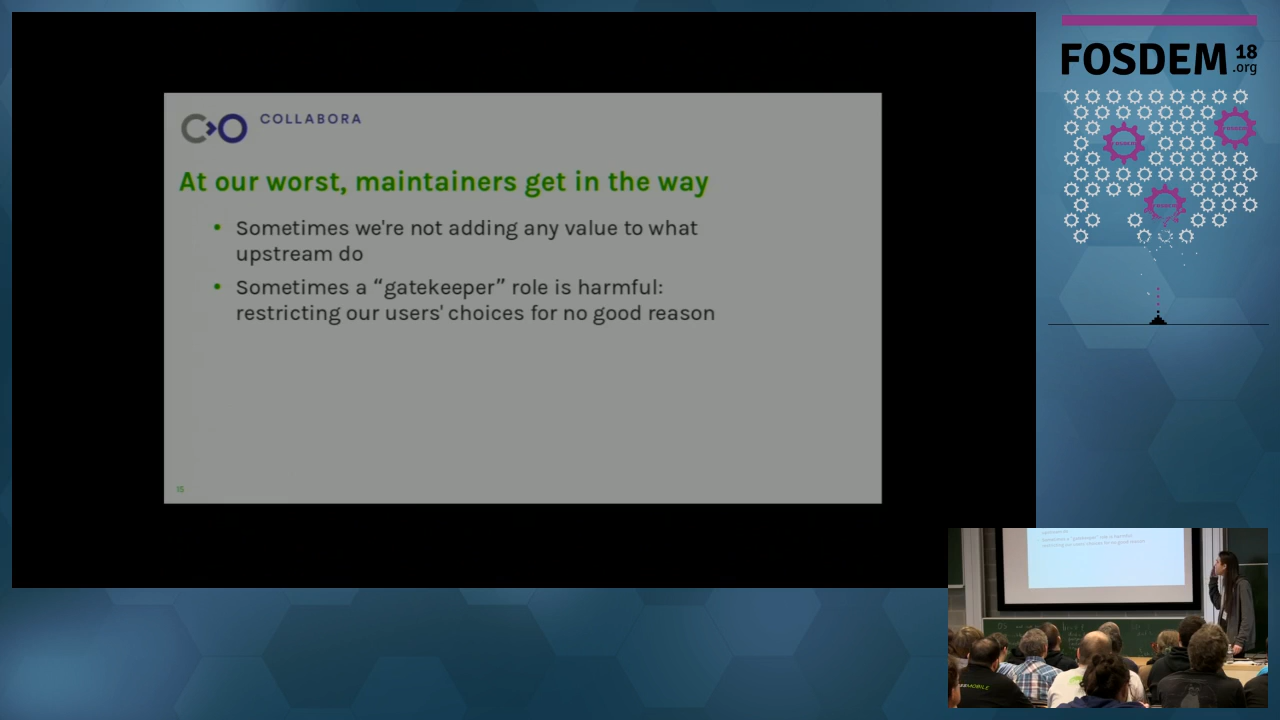 COLLABORA
At our worst, maintainers get in the way
• Sometimes we're not adding any value to what
upstream do
• Sometimes a “gatekeeper” role is harmful:
restricting our users' choices for no good reason
15
FOSDEM 18
.org